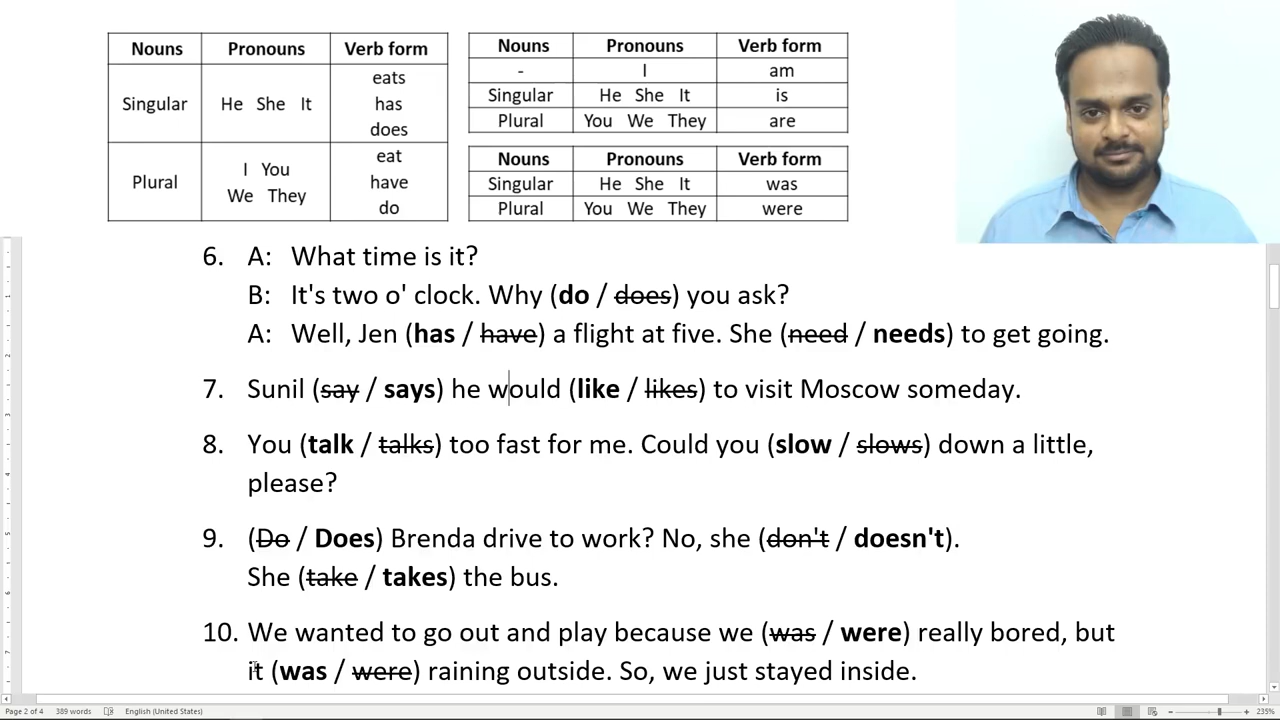 Nouns Pronouns Verb form
Singular He She It eats
has
does
Plural I You
We They eat
have
do
Nouns Pronouns Verb form
- I am
Singular He She It is
Plural You We They are
Nouns Pronouns Verb form
Singular He She It was
Plural You We They were
6. A: What time is it?
B: It's two o' clock. Why (do / does) you ask?
A: Well, Jen (has / have) a flight at five. She (need / needs) to get going.
7. Sunil (say / says) he would (like / likes) to visit Moscow someday.
8. You (talk / talks) too fast for me. Could you (slow / slows) down a little,
please?
9. (Do / Does) Brenda drive to work? No, she (don't / doesn't).
She (take / takes) the bus.
10. We wanted to go out and play because we (was / were) really bored, but
it (was / were) raining outside. So, we just stayed inside.
Page 2 of 4 389 words English (United States) 235%